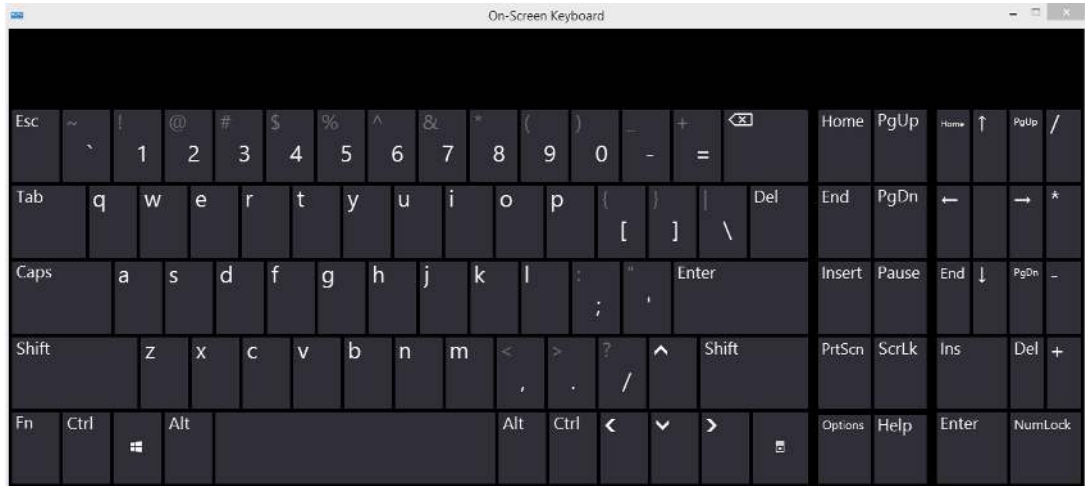 On-Screen Keyboard
Esc ~ ` ! 1 @ 2 # 3 $ 4 % 5 ^ 6 & 7 * 8 ( 9 ) 0 _ - + = Home PgUp Home ↑ PgUp /
Tab q w e r t y u i o p { [ } ] | \ Del End PgDn ← → *
Caps a s d f g h j k l : ; " ' Enter Insert Pause End ↓ PgDn -
Shift z x c v b n m < , > . ? / Shift PrtScn ScrLk Ins Del +
Fn Ctrl Alt Alt Ctrl Options Help Enter NumLock